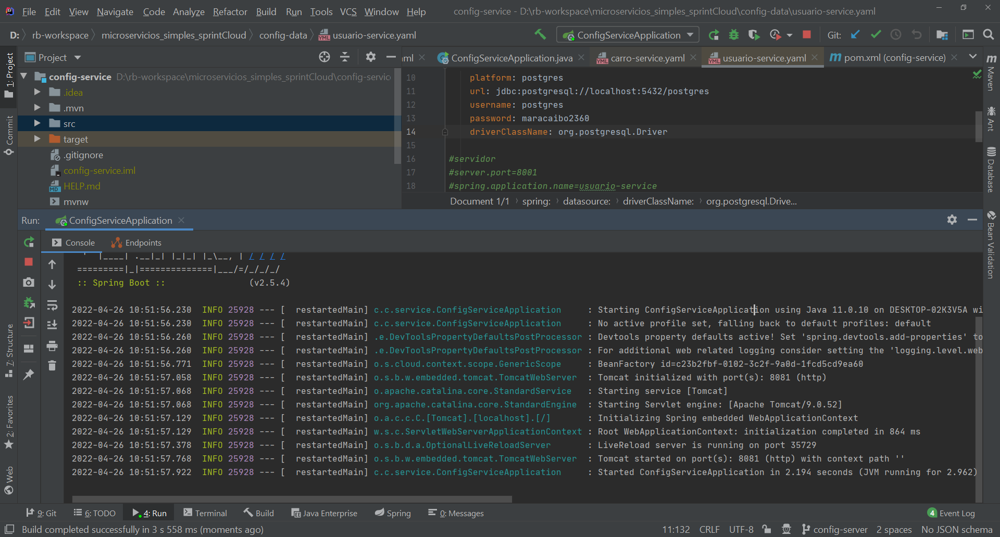 File Edit View Navigate Code Analyze Refactor Build Run Tools VCS Window Help config-service - D:\rb-workspace\microservicios_simples_sprintCloud\config-data\usuario-service.yaml
D: rb-workspace microservicios_simples_sprintCloud config-data usuario-service.yaml ConfigServiceApplication Git:
1: Project
Commit
7: Structure
2: Favorites
Web
Project
config-service D:\rb-workspace\microservicios_simples_sprintCloud\config-service
.idea
.mvn
src
target
.gitignore
config-service.iml
HELP.md
mvnw
ml ConfigServiceApplication.java carro-service.yaml usuario-service.yaml pom.xml (config-service)
10 platform: postgres
11 url: jdbc:postgresql://localhost:5432/postgres
12 username: postgres
13 password: maracaibo2360
14 driverClassName: org.postgresql.Driver
15
16 #servidor
17 #server.port=8001
18 #spring.application.name=usuario-service
Document 1/1 spring: datasource: driverClassName: org.postgresql.Drive...
Maven
Ant
Database
Bean Validation
Run: ConfigServiceApplication
Console Endpoints
' |____| .__|_| |_|_| |_\__, | / / / /
=========|_|==============|___/=/_/_/_/
:: Spring Boot :: (v2.5.4)
2022-04-26 10:51:56.230 INFO 25928 --- [ restartedMain] c.c.service.ConfigServiceApplication : Starting ConfigServiceApplication using Java 11.0.10 on DESKTOP-02K3V5A wi
2022-04-26 10:51:56.230 INFO 25928 --- [ restartedMain] c.c.service.ConfigServiceApplication : No active profile set, falling back to default profiles: default
2022-04-26 10:51:56.260 INFO 25928 --- [ restartedMain] .e.DevToolsPropertyDefaultsPostProcessor : Devtools property defaults active! Set 'spring.devtools.add-properties' to
2022-04-26 10:51:56.260 INFO 25928 --- [ restartedMain] .e.DevToolsPropertyDefaultsPostProcessor : For additional web related logging consider setting the 'logging.level.web
2022-04-26 10:51:56.771 INFO 25928 --- [ restartedMain] o.s.cloud.context.scope.GenericScope : BeanFactory id=c23b2fbf-0102-3c2f-9a0d-1fcd5cd9ea60
2022-04-26 10:51:57.058 INFO 25928 --- [ restartedMain] o.s.b.w.embedded.tomcat.TomcatWebServer : Tomcat initialized with port(s): 8081 (http)
2022-04-26 10:51:57.068 INFO 25928 --- [ restartedMain] o.apache.catalina.core.StandardService : Starting service [Tomcat]
2022-04-26 10:51:57.068 INFO 25928 --- [ restartedMain] org.apache.catalina.core.StandardEngine : Starting Servlet engine: [Apache Tomcat/9.0.52]
2022-04-26 10:51:57.129 INFO 25928 --- [ restartedMain] o.a.c.c.C.[Tomcat].[localhost].[/] : Initializing Spring embedded WebApplicationContext
2022-04-26 10:51:57.129 INFO 25928 --- [ restartedMain] w.s.c.ServletWebServerApplicationContext : Root WebApplicationContext: initialization completed in 864 ms
2022-04-26 10:51:57.378 INFO 25928 --- [ restartedMain] o.s.b.d.a.OptionalLiveReloadServer : LiveReload server is running on port 35729
2022-04-26 10:51:57.768 INFO 25928 --- [ restartedMain] o.s.b.w.embedded.tomcat.TomcatWebServer : Tomcat started on port(s): 8081 (http) with context path ''
2022-04-26 10:51:57.922 INFO 25928 --- [ restartedMain] c.c.service.ConfigServiceApplication : Started ConfigServiceApplication in 2.194 seconds (JVM running for 2.962)
9: Git 6: TODO 4: Run Terminal Build Java Enterprise Spring 0: Messages 4 Event Log
Build completed successfully in 3 s 558 ms (moments ago) 11:132 CRLF UTF-8 config-server 2 spaces No JSON schema